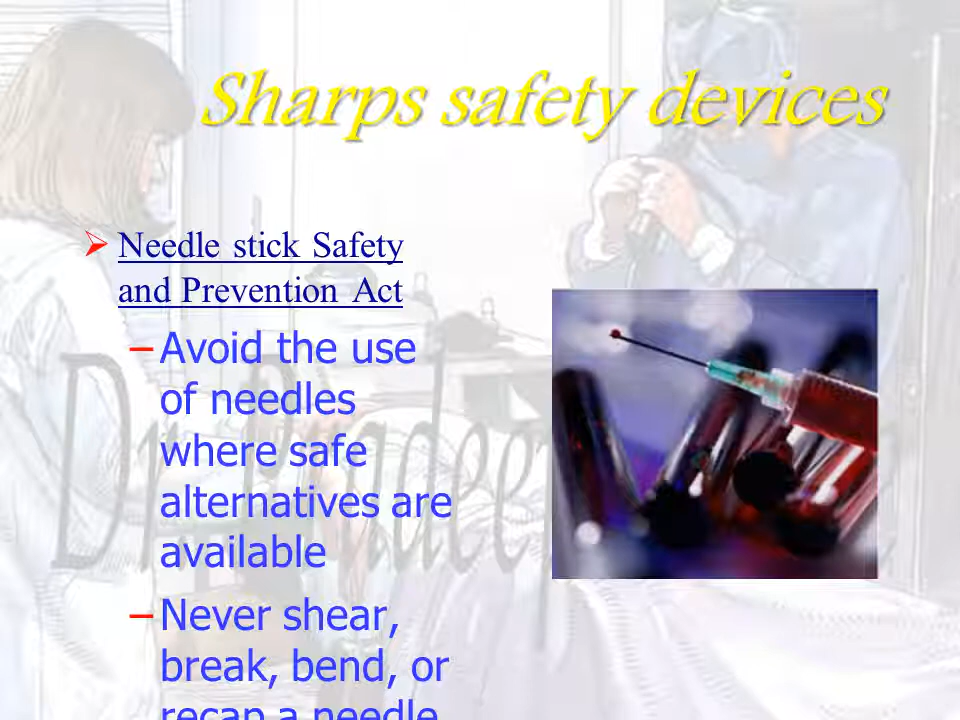 Sharps safety devices
Needle stick Safety
and Prevention Act
– Avoid the use
of needles
where safe
alternatives are
available
– Never shear,
break, bend, or
recap a needle